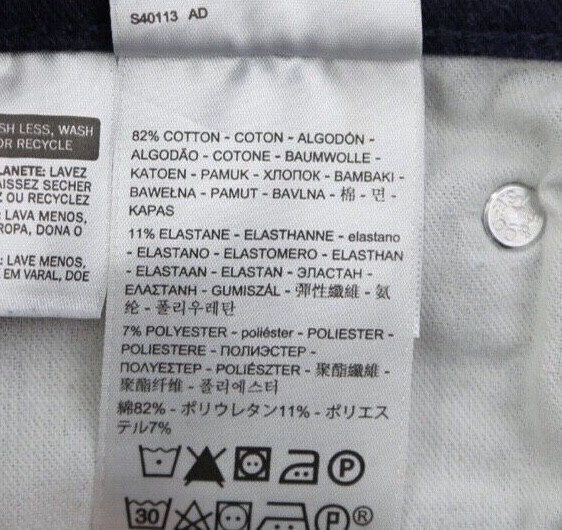 S40113 AD
SH LESS, WASH
OR RECYCLE
LANETE: LAVEZ
AISSEZ SECHER
Z OU RECYCLEZ
: LAVA MENOS,
ROPA, DONA O
: LAVE MENOS,
EM VARAL, DOE
82% COTTON - COTON - ALGODÓN -
ALGODÃO - COTONE - BAUMWOLLE -
KATOEN - PAMUK - ХЛОПОК - BAMBAKI -
BAWEŁNA - PAMUT - BAVLNA - 棉 - 면 -
KAPAS
11% ELASTANE - ELASTHANNE - elastano
- ELASTANO - ELASTOMERO - ELASTHAN
- ELASTAAN - ELASTAN - ЭЛАСТАН -
ΕΛΑΣΤΑΝΗ - GUMISZÁL - 彈性纖維 - 氨
纶 - 폴리우레탄
7% POLYESTER - poliéster - POLIESTER -
POLIESTERE - ПОЛИЭСТЕР -
ΠΟΛΥΕΣΤΕΡ - POLIÉSZTER - 聚酯纖維 -
聚酯纤维 - 폴리에스터
綿82% - ポリウレタン11% - ポリエス
テル7%
P
30 P®